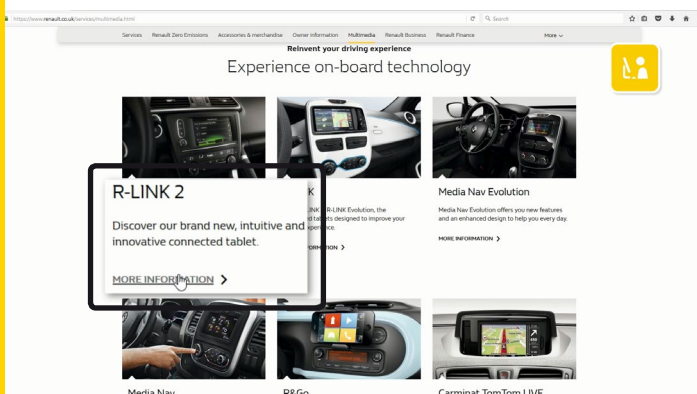 https://www.renault.co.uk/services/multimedia.html
Search
Services Renault Zero Emissions Accessories & merchandise Owner Information Multimedia Renault Business Renault Finance More
Reinvent your driving experience
Experience on-board technology
R-LINK 2
Discover our brand new, intuitive and
innovative connected tablet.
MORE INFORMATION
K
R-LINK Evolution, the
tablets designed to improve your
Media Nav Evolution
Media Nav Evolution offers you new features
and an enhanced design to help you every day.
MORE INFORMATION
Media Nav
R&Go
Carminat TomTom LIVE